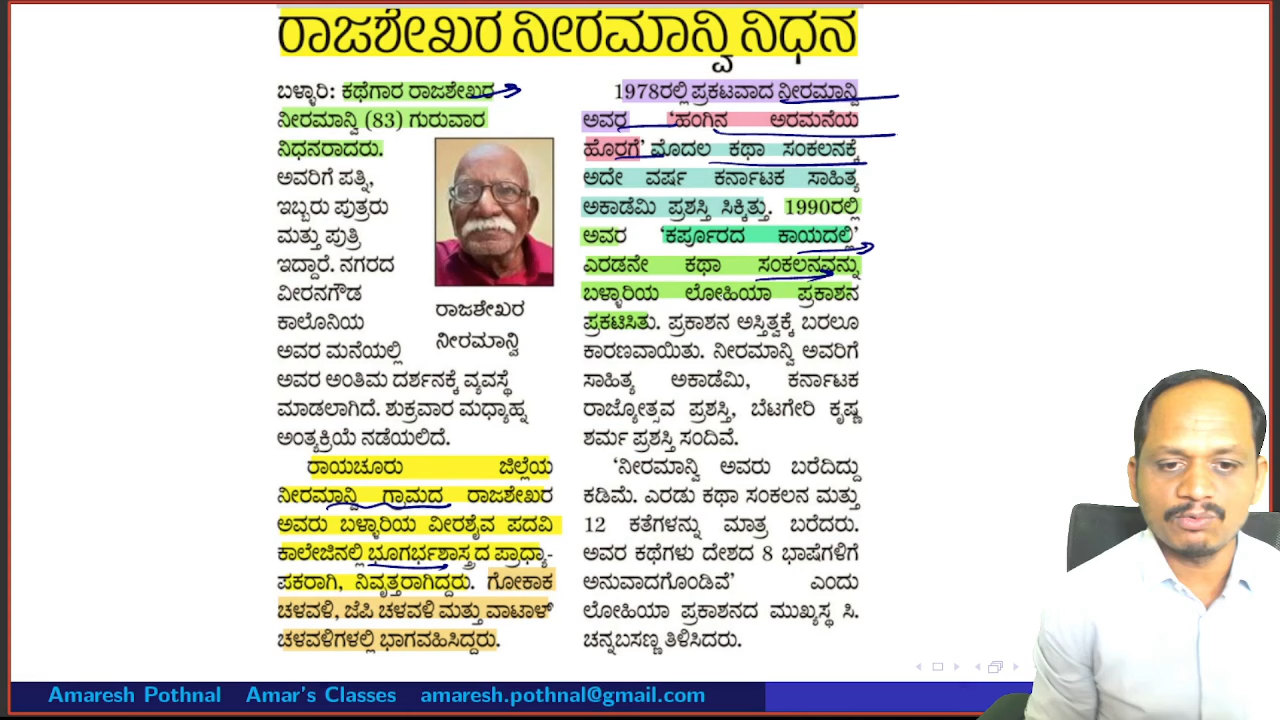 ರಾಜಶೇಖರ ನೀರಮಾನ್ವಿ ನಿಧನ
ಬಳ್ಳಾರಿ: ಕಥೆಗಾರ ರಾಜಶೇಖರ
ನೀರಮಾನ್ವಿ (83) ಗುರುವಾರ
ನಿಧನರಾದರು.
ಅವರಿಗೆ ಪತ್ನಿ,
ಇಬ್ಬರು ಪುತ್ರರು
ಮತ್ತು ಪುತ್ರಿ
ಇದ್ದಾರೆ. ನಗರದ
ವೀರನಗೌಡ
ಕಾಲೊನಿಯ
ಅವರ ಮನೆಯಲ್ಲಿ
ಅವರ ಅಂತಿಮ ದರ್ಶನಕ್ಕೆ ವ್ಯವಸ್ಥೆ
ಮಾಡಲಾಗಿದೆ. ಶುಕ್ರವಾರ ಮಧ್ಯಾಹ್ನ
ಅಂತ್ಯಕ್ರಿಯೆ ನಡೆಯಲಿದೆ.
ರಾಜಶೇಖರ
ನೀರಮಾನ್ವಿ
ರಾಯಚೂರು ಜಿಲ್ಲೆಯ
ನೀರಮಾನ್ವಿ ಗ್ರಾಮದ ರಾಜಶೇಖರ
ಅವರು ಬಳ್ಳಾರಿಯ ವೀರಶೈವ ಪದವಿ
ಕಾಲೇಜಿನಲ್ಲಿ ಭೂಗರ್ಭಶಾಸ್ತ್ರದ ಪ್ರಾಧ್ಯಾ-
ಪಕರಾಗಿ, ನಿವೃತ್ತರಾಗಿದ್ದರು. ಗೋಕಾಕ
ಚಳವಳಿ, ಜೆಪಿ ಚಳವಳಿ ಮತ್ತು ವಾಟಾಳ್
ಚಳವಳಿಗಳಲ್ಲಿ ಭಾಗವಹಿಸಿದ್ದರು.
1978ರಲ್ಲಿ ಪ್ರಕಟವಾದ ನೀರಮಾನ್ವಿ
ಅವರ 'ಹಂಗಿನ ಅರಮನೆಯ
ಹೊರಗೆ' ಮೊದಲ ಕಥಾ ಸಂಕಲನಕ್ಕೆ
ಅದೇ ವರ್ಷ ಕರ್ನಾಟಕ ಸಾಹಿತ್ಯ
ಅಕಾಡೆಮಿ ಪ್ರಶಸ್ತಿ ಸಿಕ್ಕಿತ್ತು. 1990ರಲ್ಲಿ
ಅವರ 'ಕರ್ಪೂರದ ಕಾಯದಲ್ಲಿ'
ಎರಡನೇ ಕಥಾ ಸಂಕಲನವನ್ನು
ಬಳ್ಳಾರಿಯ ಲೋಹಿಯಾ ಪ್ರಕಾಶನ
ಪ್ರಕಟಿಸಿತು. ಪ್ರಕಾಶನ ಅಸ್ತಿತ್ವಕ್ಕೆ ಬರಲೂ
ಕಾರಣವಾಯಿತು. ನೀರಮಾನ್ವಿ ಅವರಿಗೆ
ಸಾಹಿತ್ಯ ಅಕಾಡೆಮಿ, ಕರ್ನಾಟಕ
ರಾಜ್ಯೋತ್ಸವ ಪ್ರಶಸ್ತಿ, ಬೆಟಗೇರಿ ಕೃಷ್ಣ
ಶರ್ಮ ಪ್ರಶಸ್ತಿ ಸಂದಿವೆ.
'ನೀರಮಾನ್ವಿ ಅವರು ಬರೆದಿದ್ದು
ಕಡಿಮೆ. ಎರಡು ಕಥಾ ಸಂಕಲನ ಮತ್ತು
12 ಕತೆಗಳನ್ನು ಮಾತ್ರ ಬರೆದರು.
ಅವರ ಕಥೆಗಳು ದೇಶದ 8 ಭಾಷೆಗಳಿಗೆ
ಅನುವಾದಗೊಂಡಿವೆ' ಎಂದು
ಲೋಹಿಯಾ ಪ್ರಕಾಶನದ ಮುಖ್ಯಸ್ಥ ಸಿ.
ಚನ್ನಬಸಣ್ಣ ತಿಳಿಸಿದರು.
Amaresh Pothnal Amar's Classes amaresh.pothnal@gmail.com